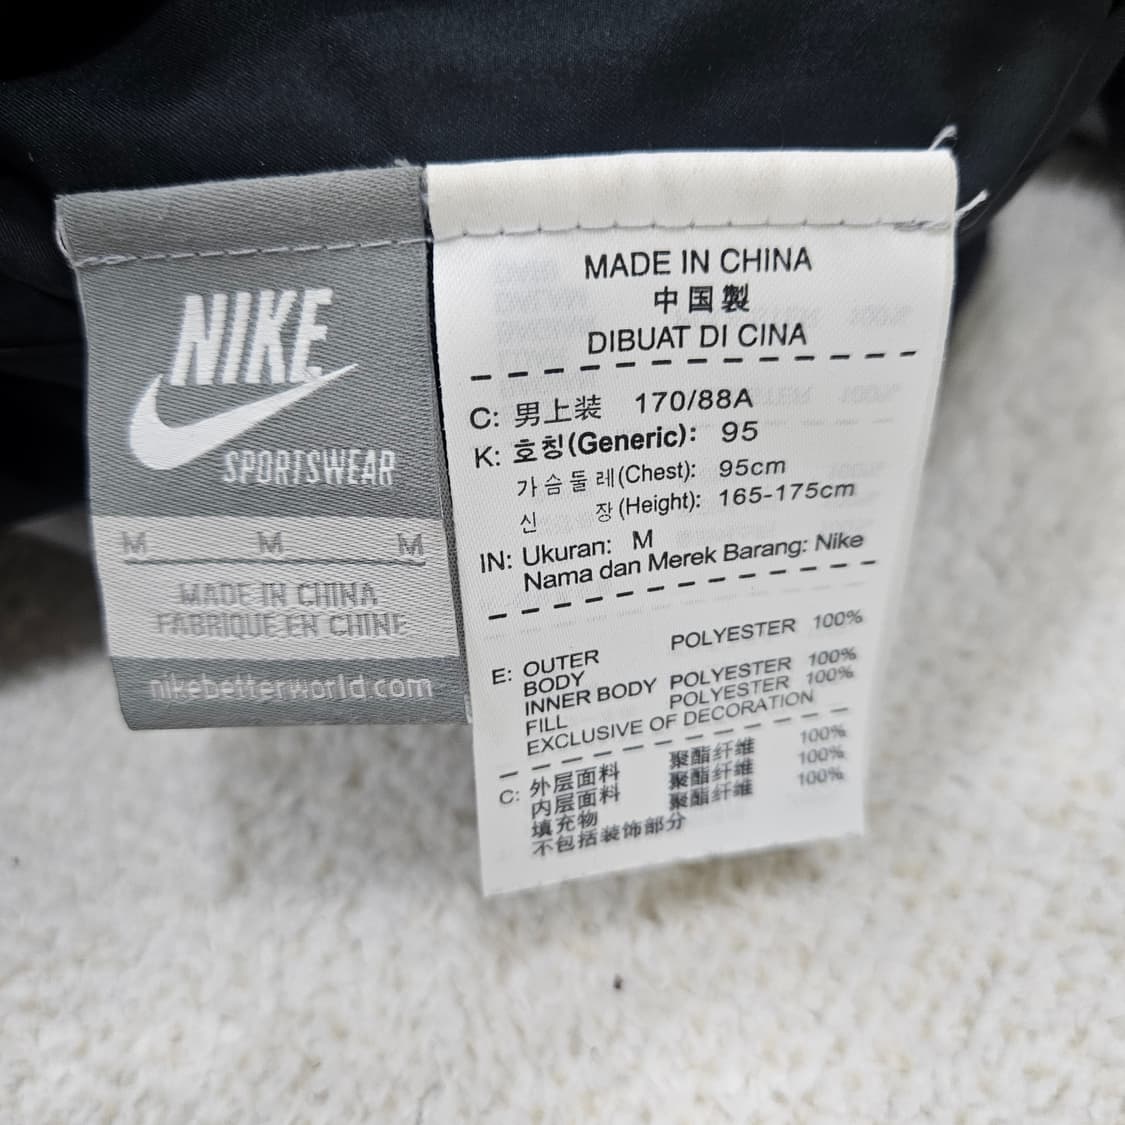 NIKE
SPORTSWEAR
M M M
MADE IN CHINA
FABRIQUE EN CHINE
nikebetterworld.com
MADE IN CHINA
中国製
DIBUAT DI CINA
C: 男上装 170/88A
K: 호칭(Generic): 95
가슴둘레(Chest): 95cm
신 장(Height): 165-175cm
IN: Ukuran: M
Nama dan Merek Barang: Nike
E: OUTER POLYESTER 100%
BODY
INNER BODY POLYESTER 100%
FILL POLYESTER 100%
EXCLUSIVE OF DECORATION
C: 外层面料 聚酯纤维 100%
内层面料 聚酯纤维 100%
填充物 聚酯纤维 100%
不包括装饰部分